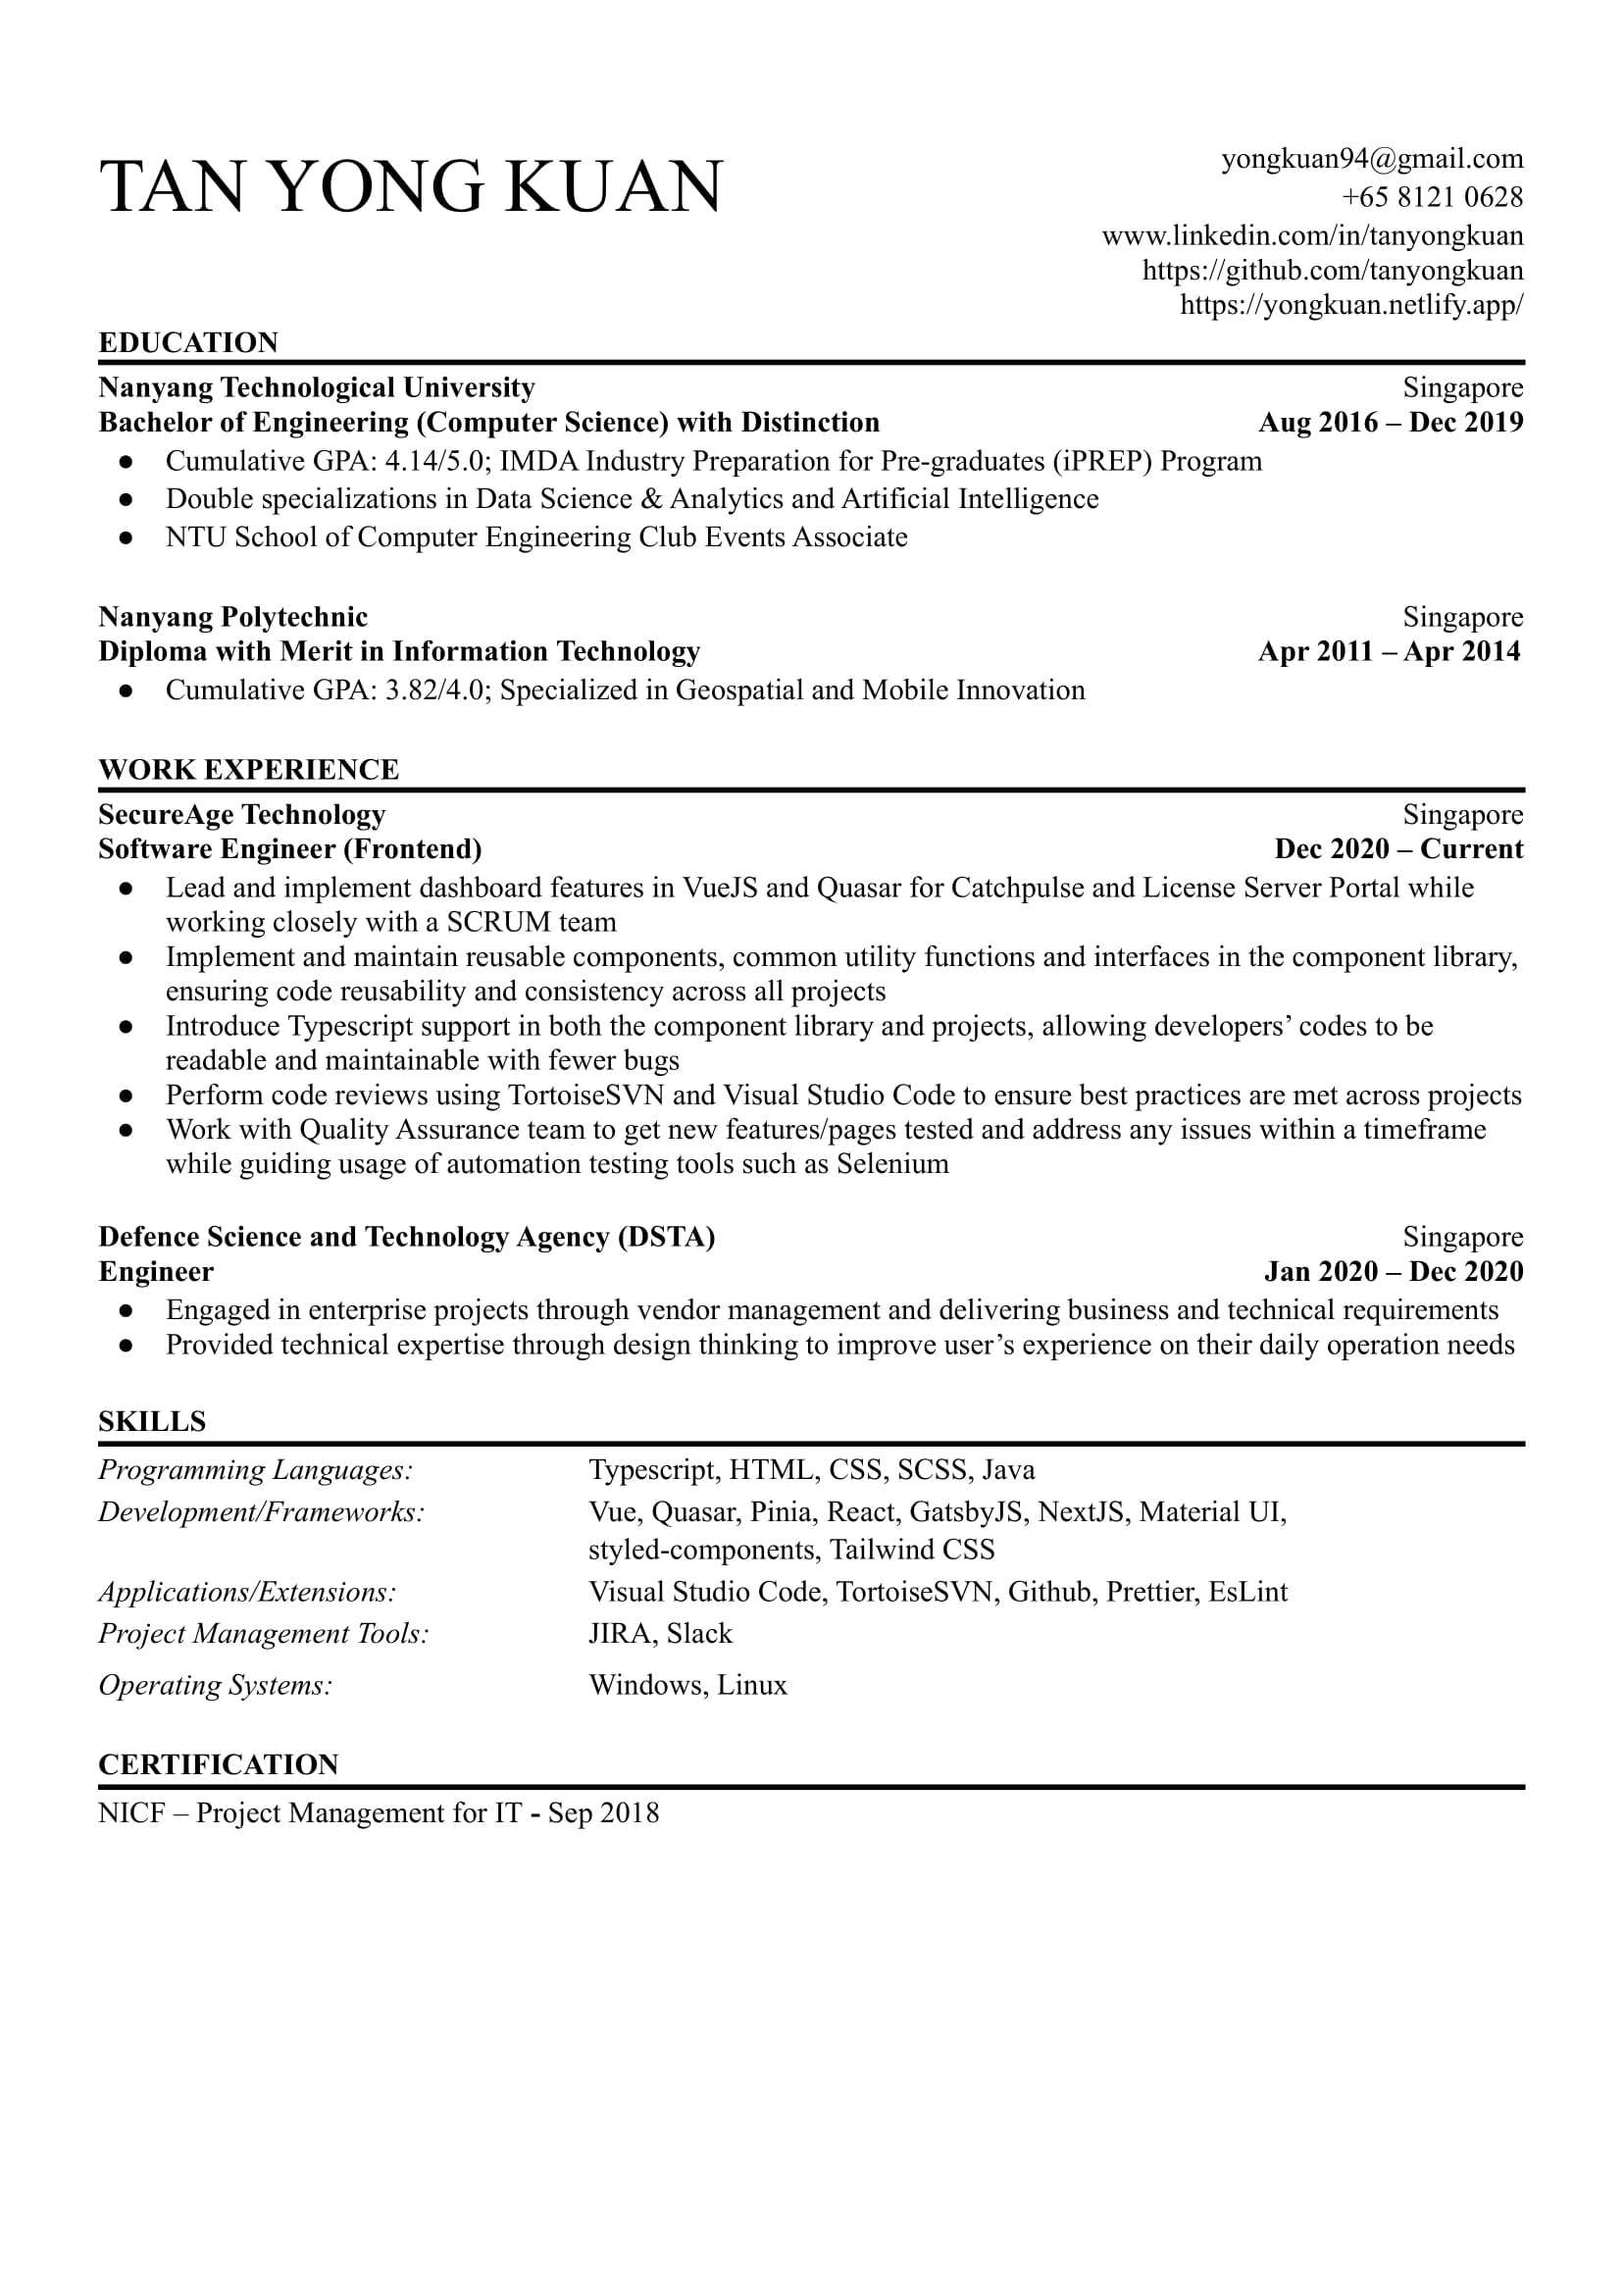 TAN YONG KUAN
yongkuan94@gmail.com
+65 8121 0628
www.linkedin.com/in/tanyongkuan
https://github.com/tanyongkuan
https://yongkuan.netlify.app/
EDUCATION
Nanyang Technological University Singapore
Bachelor of Engineering (Computer Science) with Distinction Aug 2016 – Dec 2019
● Cumulative GPA: 4.14/5.0; IMDA Industry Preparation for Pre-graduates (iPREP) Program
● Double specializations in Data Science & Analytics and Artificial Intelligence
● NTU School of Computer Engineering Club Events Associate
Nanyang Polytechnic Singapore
Diploma with Merit in Information Technology Apr 2011 – Apr 2014
● Cumulative GPA: 3.82/4.0; Specialized in Geospatial and Mobile Innovation
WORK EXPERIENCE
SecureAge Technology Singapore
Software Engineer (Frontend) Dec 2020 – Current
● Lead and implement dashboard features in VueJS and Quasar for Catchpulse and License Server Portal while
working closely with a SCRUM team
● Implement and maintain reusable components, common utility functions and interfaces in the component library,
ensuring code reusability and consistency across all projects
● Introduce Typescript support in both the component library and projects, allowing developers’ codes to be
readable and maintainable with fewer bugs
● Perform code reviews using TortoiseSVN and Visual Studio Code to ensure best practices are met across projects
● Work with Quality Assurance team to get new features/pages tested and address any issues within a timeframe
while guiding usage of automation testing tools such as Selenium
Defence Science and Technology Agency (DSTA) Singapore
Engineer Jan 2020 – Dec 2020
● Engaged in enterprise projects through vendor management and delivering business and technical requirements
● Provided technical expertise through design thinking to improve user’s experience on their daily operation needs
SKILLS
Programming Languages: Typescript, HTML, CSS, SCSS, Java
Development/Frameworks: Vue, Quasar, Pinia, React, GatsbyJS, NextJS, Material UI,
styled-components, Tailwind CSS
Applications/Extensions: Visual Studio Code, TortoiseSVN, Github, Prettier, EsLint
Project Management Tools: JIRA, Slack
Operating Systems: Windows, Linux
CERTIFICATION
NICF – Project Management for IT - Sep 2018